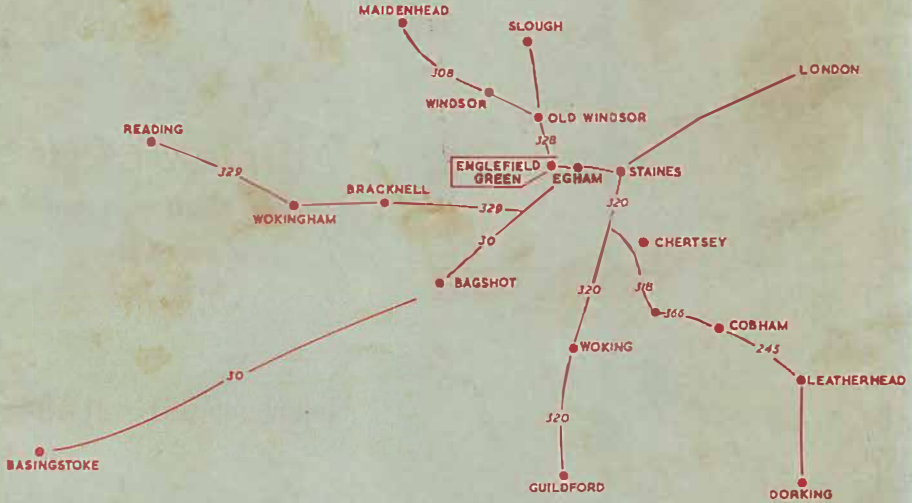 MAIDENHEAD
SLOUGH
LONDON
308
WINDSOR
OLD WINDSOR
READING
328
329
ENGLEFIELD
GREEN
EGHAM
STAINES
BRACKNELL
WOKINGHAM
329
320
30
CHERTSEY
BAGSHOT
320
318
366
COBHAM
WOKING
245
30
LEATHERHEAD
320
BASINGSTOKE
GUILDFORD
DORKING